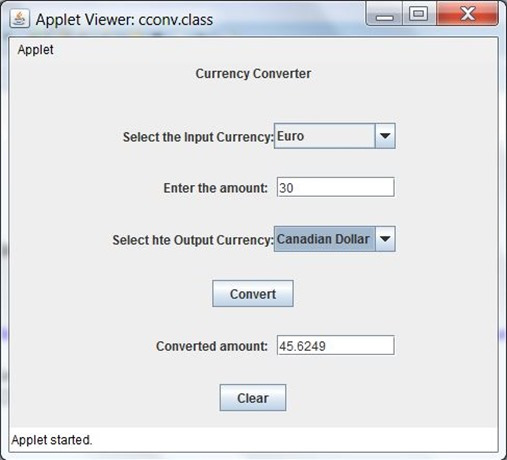 Applet Viewer: cconv.class
Applet
Currency Converter
Select the Input Currency: Euro
Enter the amount: 30
Select hte Output Currency: Canadian Dollar
Convert
Converted amount: 45.6249
Clear
Applet started.